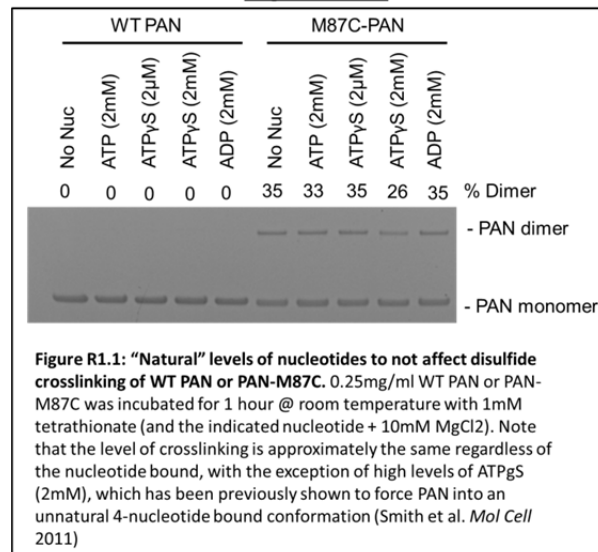 WT PAN M87C-PAN
No Nuc ATP (2mM) ATPγS (2μM) ATPγS (2mM) ADP (2mM) No Nuc ATP (2mM) ATPγS (2μM) ATPγS (2mM) ADP (2mM)
0 0 0 0 0 35 33 35 26 35 % Dimer
- PAN dimer
- PAN monomer
Figure R1.1: “Natural” levels of nucleotides to not affect disulfide
crosslinking of WT PAN or PAN-M87C. 0.25mg/ml WT PAN or PAN-
M87C was incubated for 1 hour @ room temperature with 1mM
tetrathionate (and the indicated nucleotide + 10mM MgCl2). Note
that the level of crosslinking is approximately the same regardless of
the nucleotide bound, with the exception of high levels of ATPgS
(2mM), which has been previously shown to force PAN into an
unnatural 4-nucleotide bound conformation (Smith et al. Mol Cell
2011)